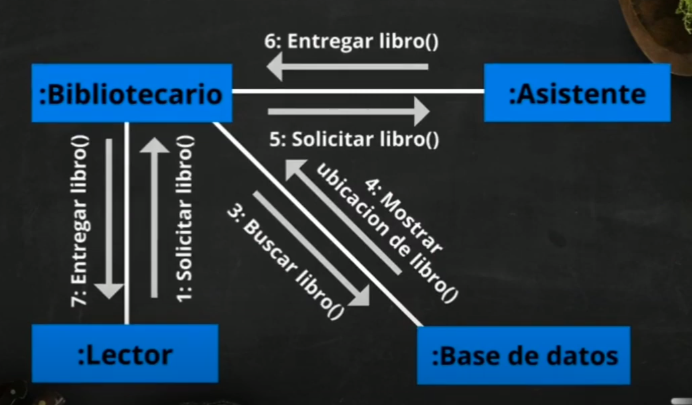 6: Entregar libro()
:Bibliotecario
:Asistente
5: Solicitar libro()
7: Entregar libro()
1: Solicitar libro()
3: Buscar libro()
4: Mostrar
ubicacion de libro()
:Lector
:Base de datos